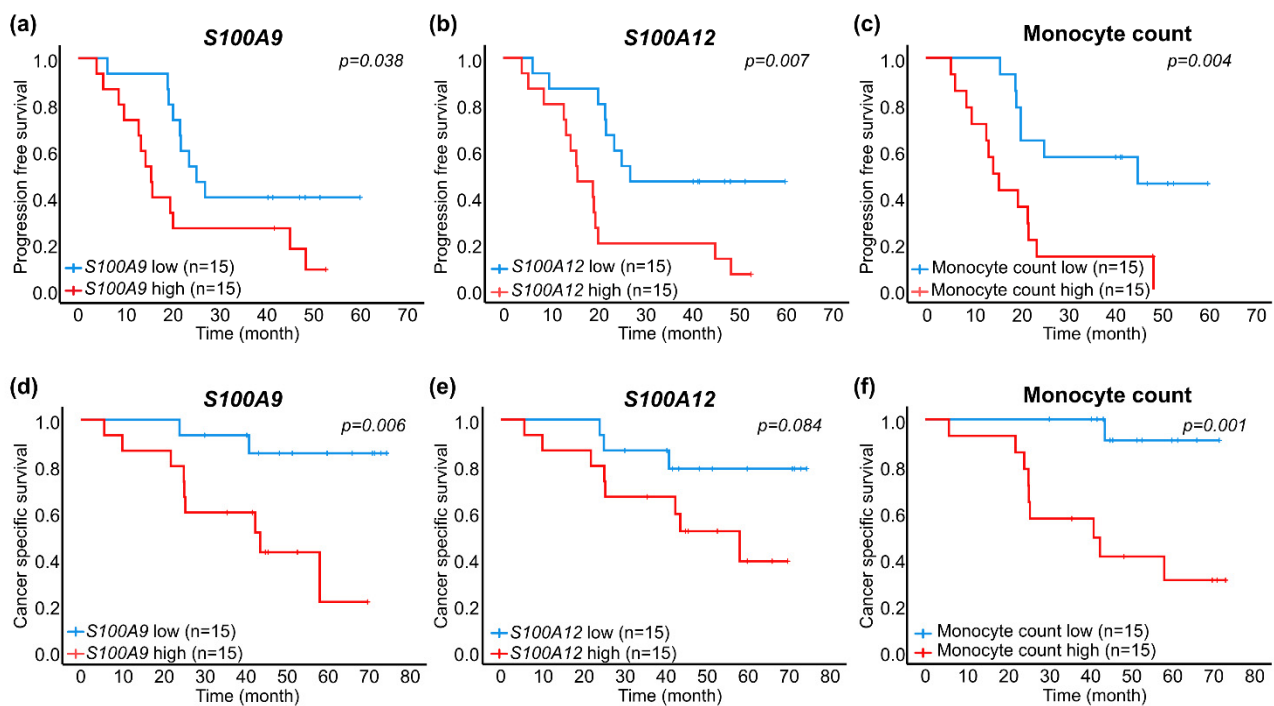 (a)
S100A9
p=0.038
Progression free survival
1.0
0.8
0.6
0.4
0.2
0.0
S100A9 low (n=15)
S100A9 high (n=15)
0 10 20 30 40 50 60 70
Time (month)
(b)
S100A12
p=0.007
Progression free survival
1.0
0.8
0.6
0.4
0.2
0.0
S100A12 low (n=15)
S100A12 high (n=15)
0 10 20 30 40 50 60 70
Time (month)
(c)
Monocyte count
p=0.004
Progression free survival
1.0
0.8
0.6
0.4
0.2
0.0
Monocyte count low (n=15)
Monocyte count high (n=15)
0 10 20 30 40 50 60 70
Time (month)
(d)
S100A9
p=0.006
Cancer specific survival
1.0
0.8
0.6
0.4
0.2
0.0
S100A9 low (n=15)
S100A9 high (n=15)
0 10 20 30 40 50 60 70 80
Time (month)
(e)
S100A12
p=0.084
Cancer specific survival
1.0
0.8
0.6
0.4
0.2
0.0
S100A12 low (n=15)
S100A12 high (n=15)
0 10 20 30 40 50 60 70 80
Time (month)
(f)
Monocyte count
p=0.001
Cancer specific survival
1.0
0.8
0.6
0.4
0.2
0.0
Monocyte count low (n=15)
Monocyte count high (n=15)
0 10 20 30 40 50 60 70 80
Time (month)